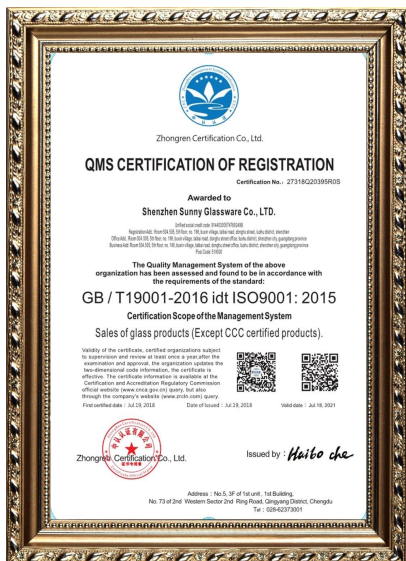 Zhongren Certification Co., Ltd.
QMS CERTIFICATION OF REGISTRATION
Certification No.: 27318Q20395R0S
Awarded to
Shenzhen Sunny Glassware Co., LTD.
The Quality Management System of the above
organization has been assessed and found to be in accordance with
the requirements of the standard:
GB / T19001-2016 idt ISO9001: 2015
Certification Scope of the Management System
Sales of glass products (Except CCC certified products).
Validity of the certificate, certified organizations subject
to supervision and review at least once a year.after the
examination and approval, the organization updates the
two-dimensional code information, the certificate is
effective. The certificate information is available at the
Certification and Accreditation Regulatory Commission
official website (www.cnca.gov.cn) query, but also
through the company's website (www.zrcln.com) query.
First certified date : Jul.19, 2018 Date of Issued : Jul.19, 2018 Valid date : Jul.18, 2021
Zhongren Certification Co., Ltd.
Issued by : Haibo che
Address : No.5, 3F of 1st unit , 1st Building,
No. 73 of 2nd Western Sector 2nd Ring Road, Qingyang District, Chengdu
Tel : 028-62373001